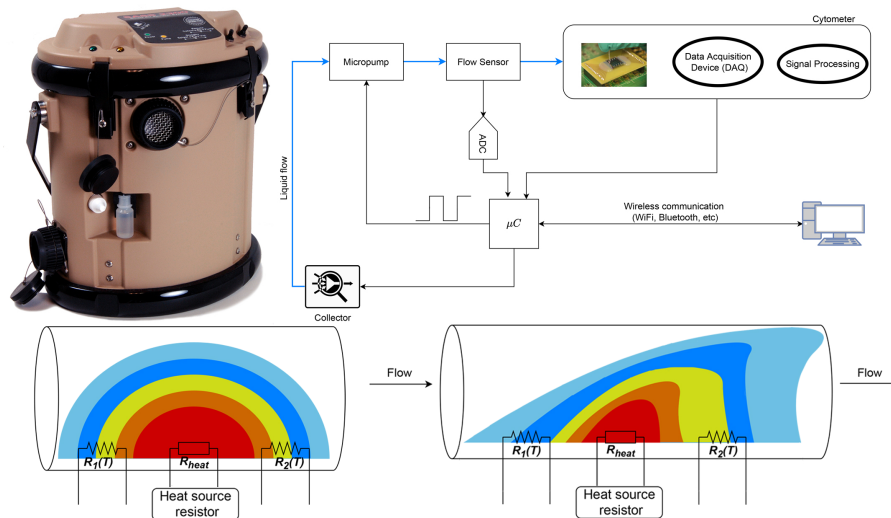 Cytometer
Micropump
Flow Sensor
Data Acquisition
Device (DAQ)
Signal Processing
Liquid flow
ADC
μC
Wireless communication
(WiFi, Bluetooth, etc)
Collector
Flow
Flow
R1(T)
Rheat
R2(T)
Heat source
resistor
R1(T)
Rheat
R2(T)
Heat source
resistor